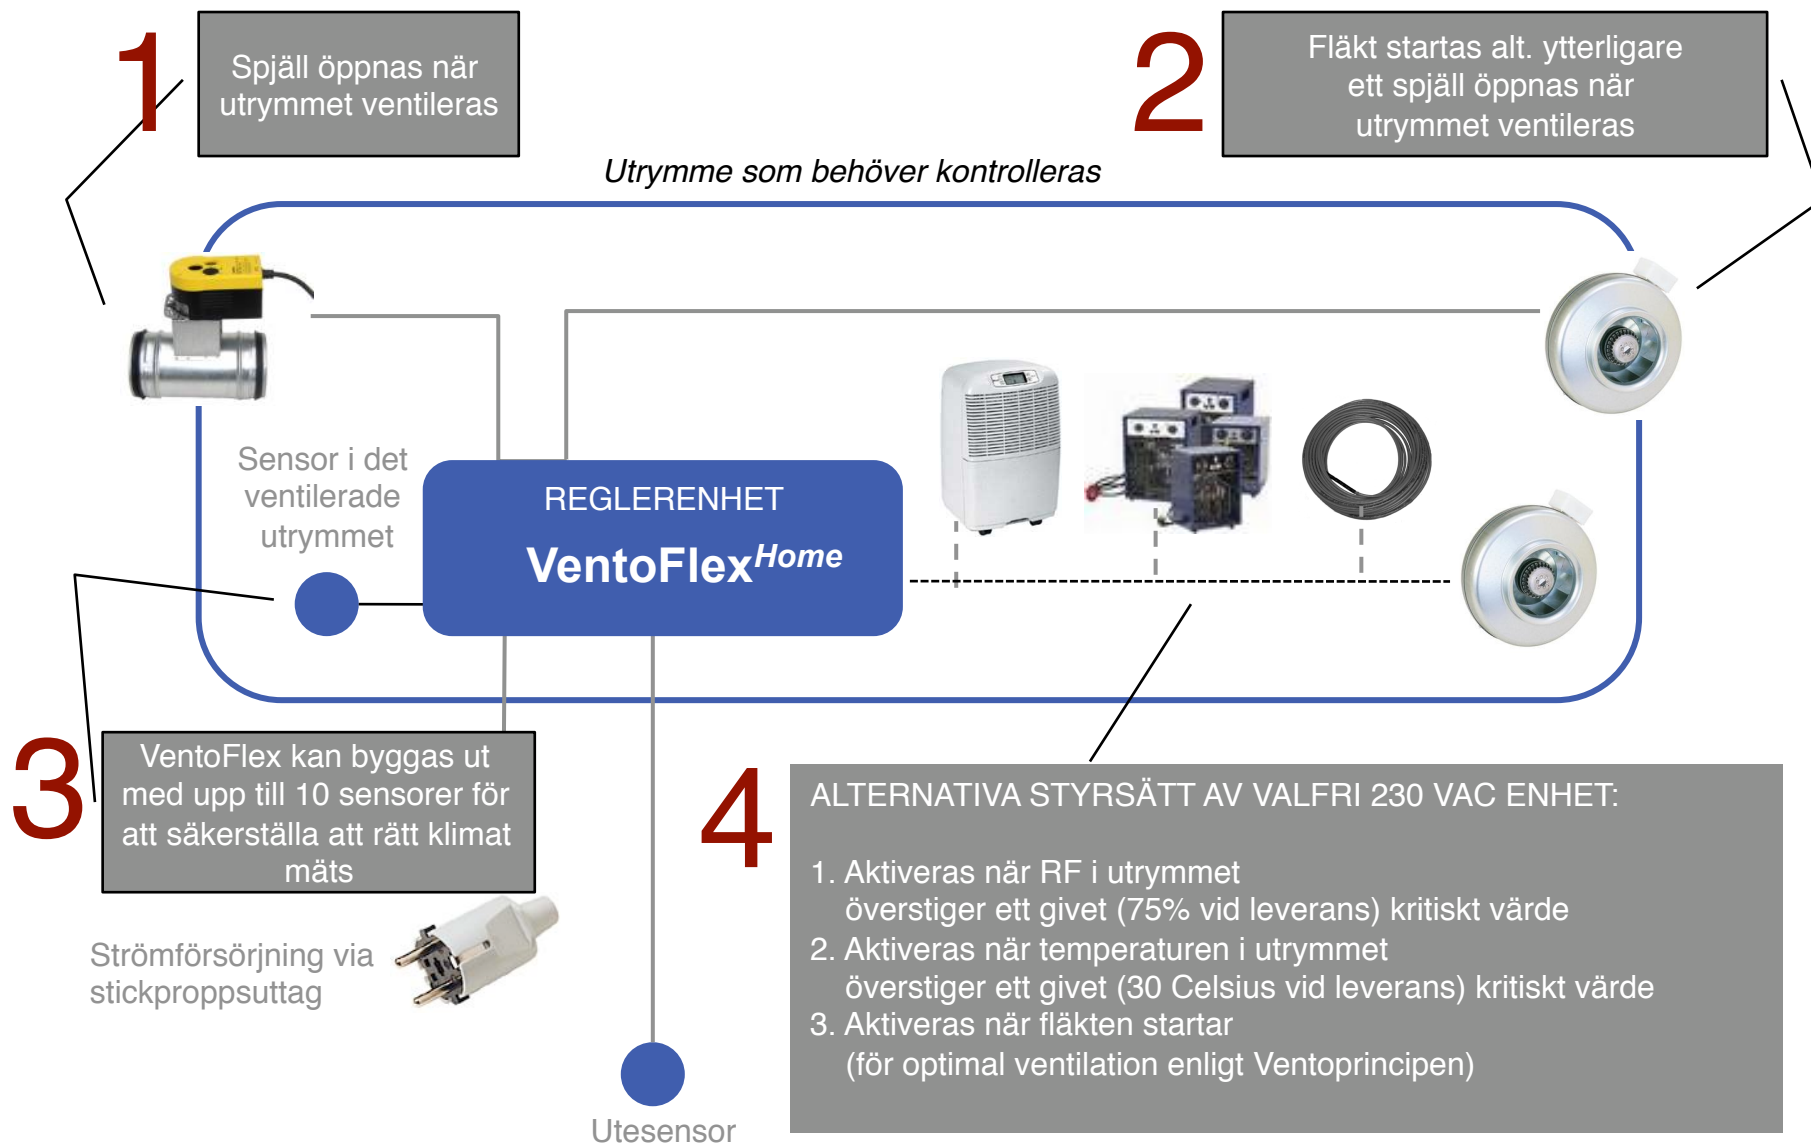 1
Spjäll öppnas när
utrymmet ventileras
2
Fläkt startas alt. ytterligare
ett spjäll öppnas när
utrymmet ventileras
Utrymme som behöver kontrolleras
Sensor i det
ventilerade
utrymmet
REGLERENHET
VentoFlexHome
3
VentoFlex kan byggas ut
med upp till 10 sensorer för
att säkerställa att rätt klimat
mäts
4
ALTERNATIVA STYRSÄTT AV VALFRI 230 VAC ENHET:
1. Aktiveras när RF i utrymmet
överstiger ett givet (75% vid leverans) kritiskt värde
2. Aktiveras när temperaturen i utrymmet
överstiger ett givet (30 Celsius vid leverans) kritiskt värde
3. Aktiveras när fläkten startar
(för optimal ventilation enligt Ventoprincipen)
Strömförsörjning via
stickproppsuttag
Utesensor